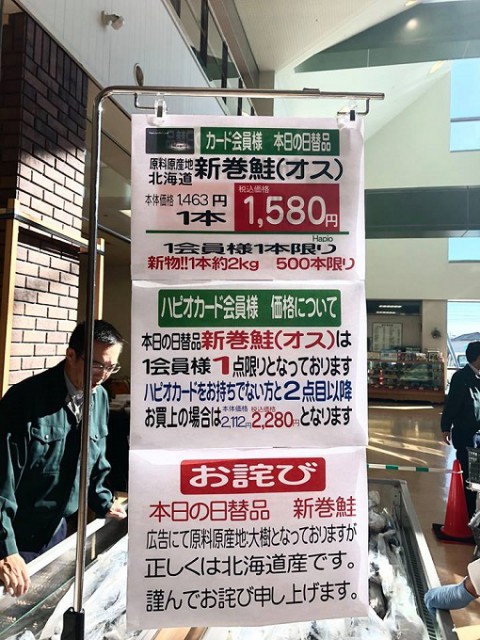 カード会員様 本日の日替品
原料原産地 北海道 新巻鮭(オス)
本体価格 1,463円
1本
税込価格 1,580円
Hapio
1会員様1本限り
新物!!1本約2kg 500本限り
ハピオカード会員様 価格について
本日の日替品新巻鮭(オス)は
1会員様1点限りとなっております
ハピオカードをお持ちでない方と2点目以降
お買上の場合は本体価格2,112円税込価格2,280円となります
お詫び
本日の日替品 新巻鮭
広告にて原料原産地:大樹となっておりますが
正しくは北海道産です。
謹んでお詫び申し上げます。